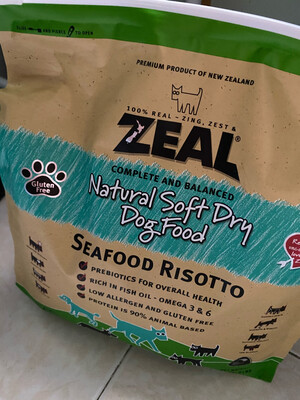 TO OPEN
PREMIUM PRODUCT OF NEW ZEALAND
100% REAL - ZING, ZEST &
ZEAL
COMPLETE AND BALANCED
Natural Soft Dry
Dog Food
Gluten
Free
SEAFOOD RISOTTO
PREBIOTICS FOR OVERALL HEALTH
RICH IN FISH OIL - OMEGA 3 & 6
LOW ALLERGEN AND GLUTEN FREE
PROTEIN IS 90% ANIMAL BASED